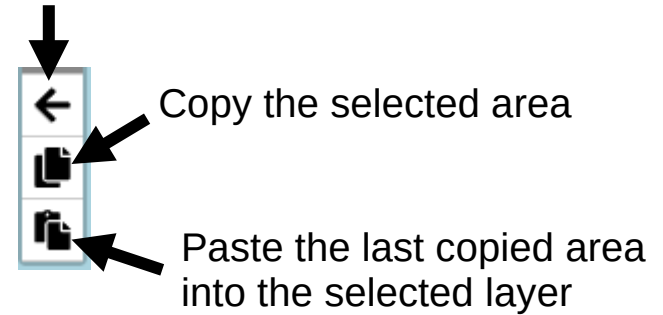 Copy the selected area
Paste the last copied area
into the selected layer